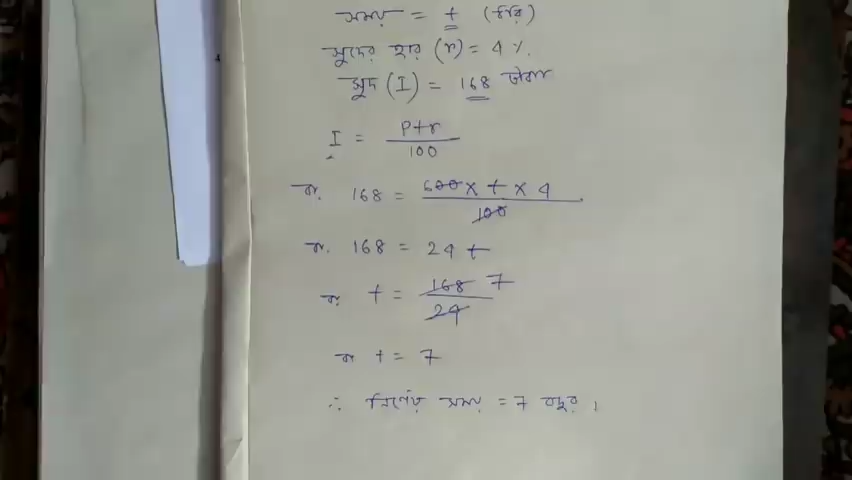 সময় = t (ধরি)
সুদের হার (r) = 4 %.
সুদ (I) = 168 টাকা
I = ptr / 100
বা, 168 = 600 x t x 4 / 100
বা, 168 = 24 t
বা, t = 168 / 24 7
বা t = 7
∴ নির্ণেয় সময় = 7 বছর ।